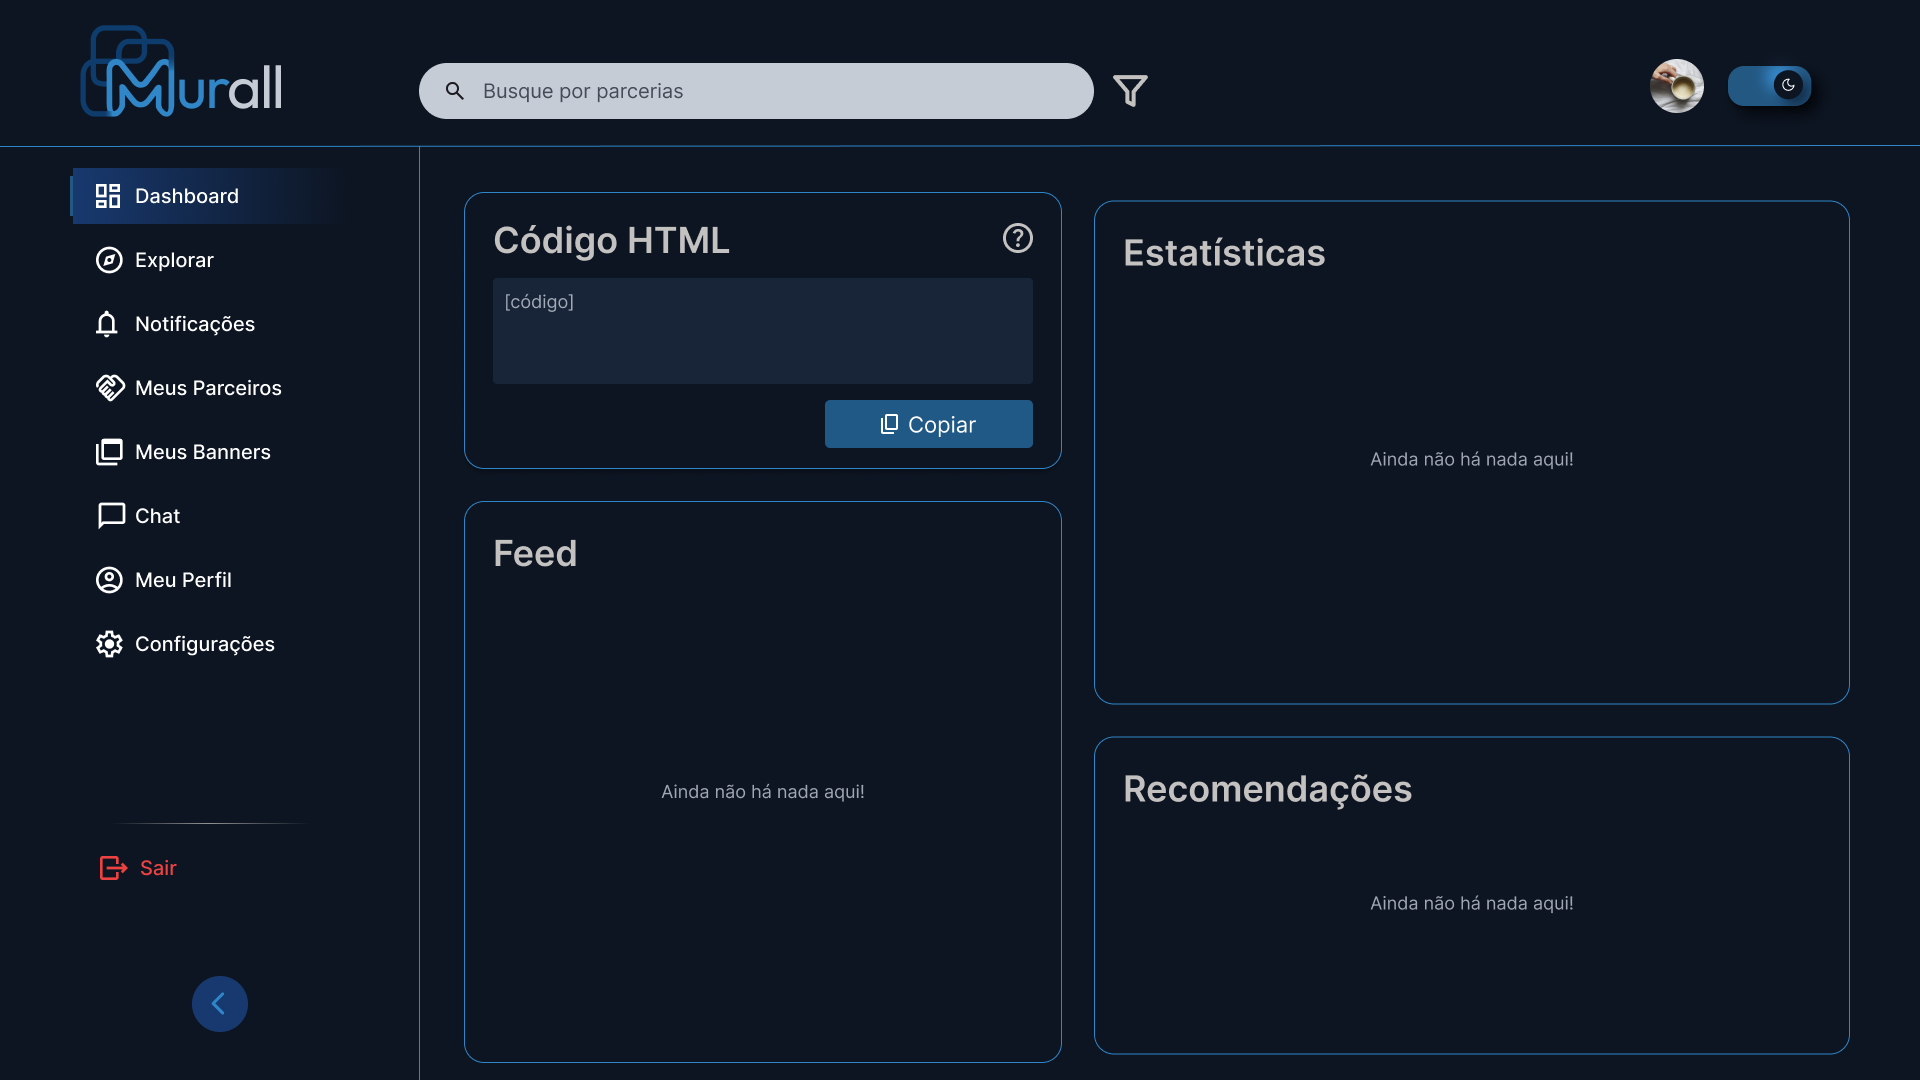 Murall
Busque por parcerias
Dashboard
Explorar
Notificações
Meus Parceiros
Meus Banners
Chat
Meu Perfil
Configurações
Sair
Código HTML
[código]
Copiar
Feed
Ainda não há nada aqui!
Estatísticas
Ainda não há nada aqui!
Recomendações
Ainda não há nada aqui!